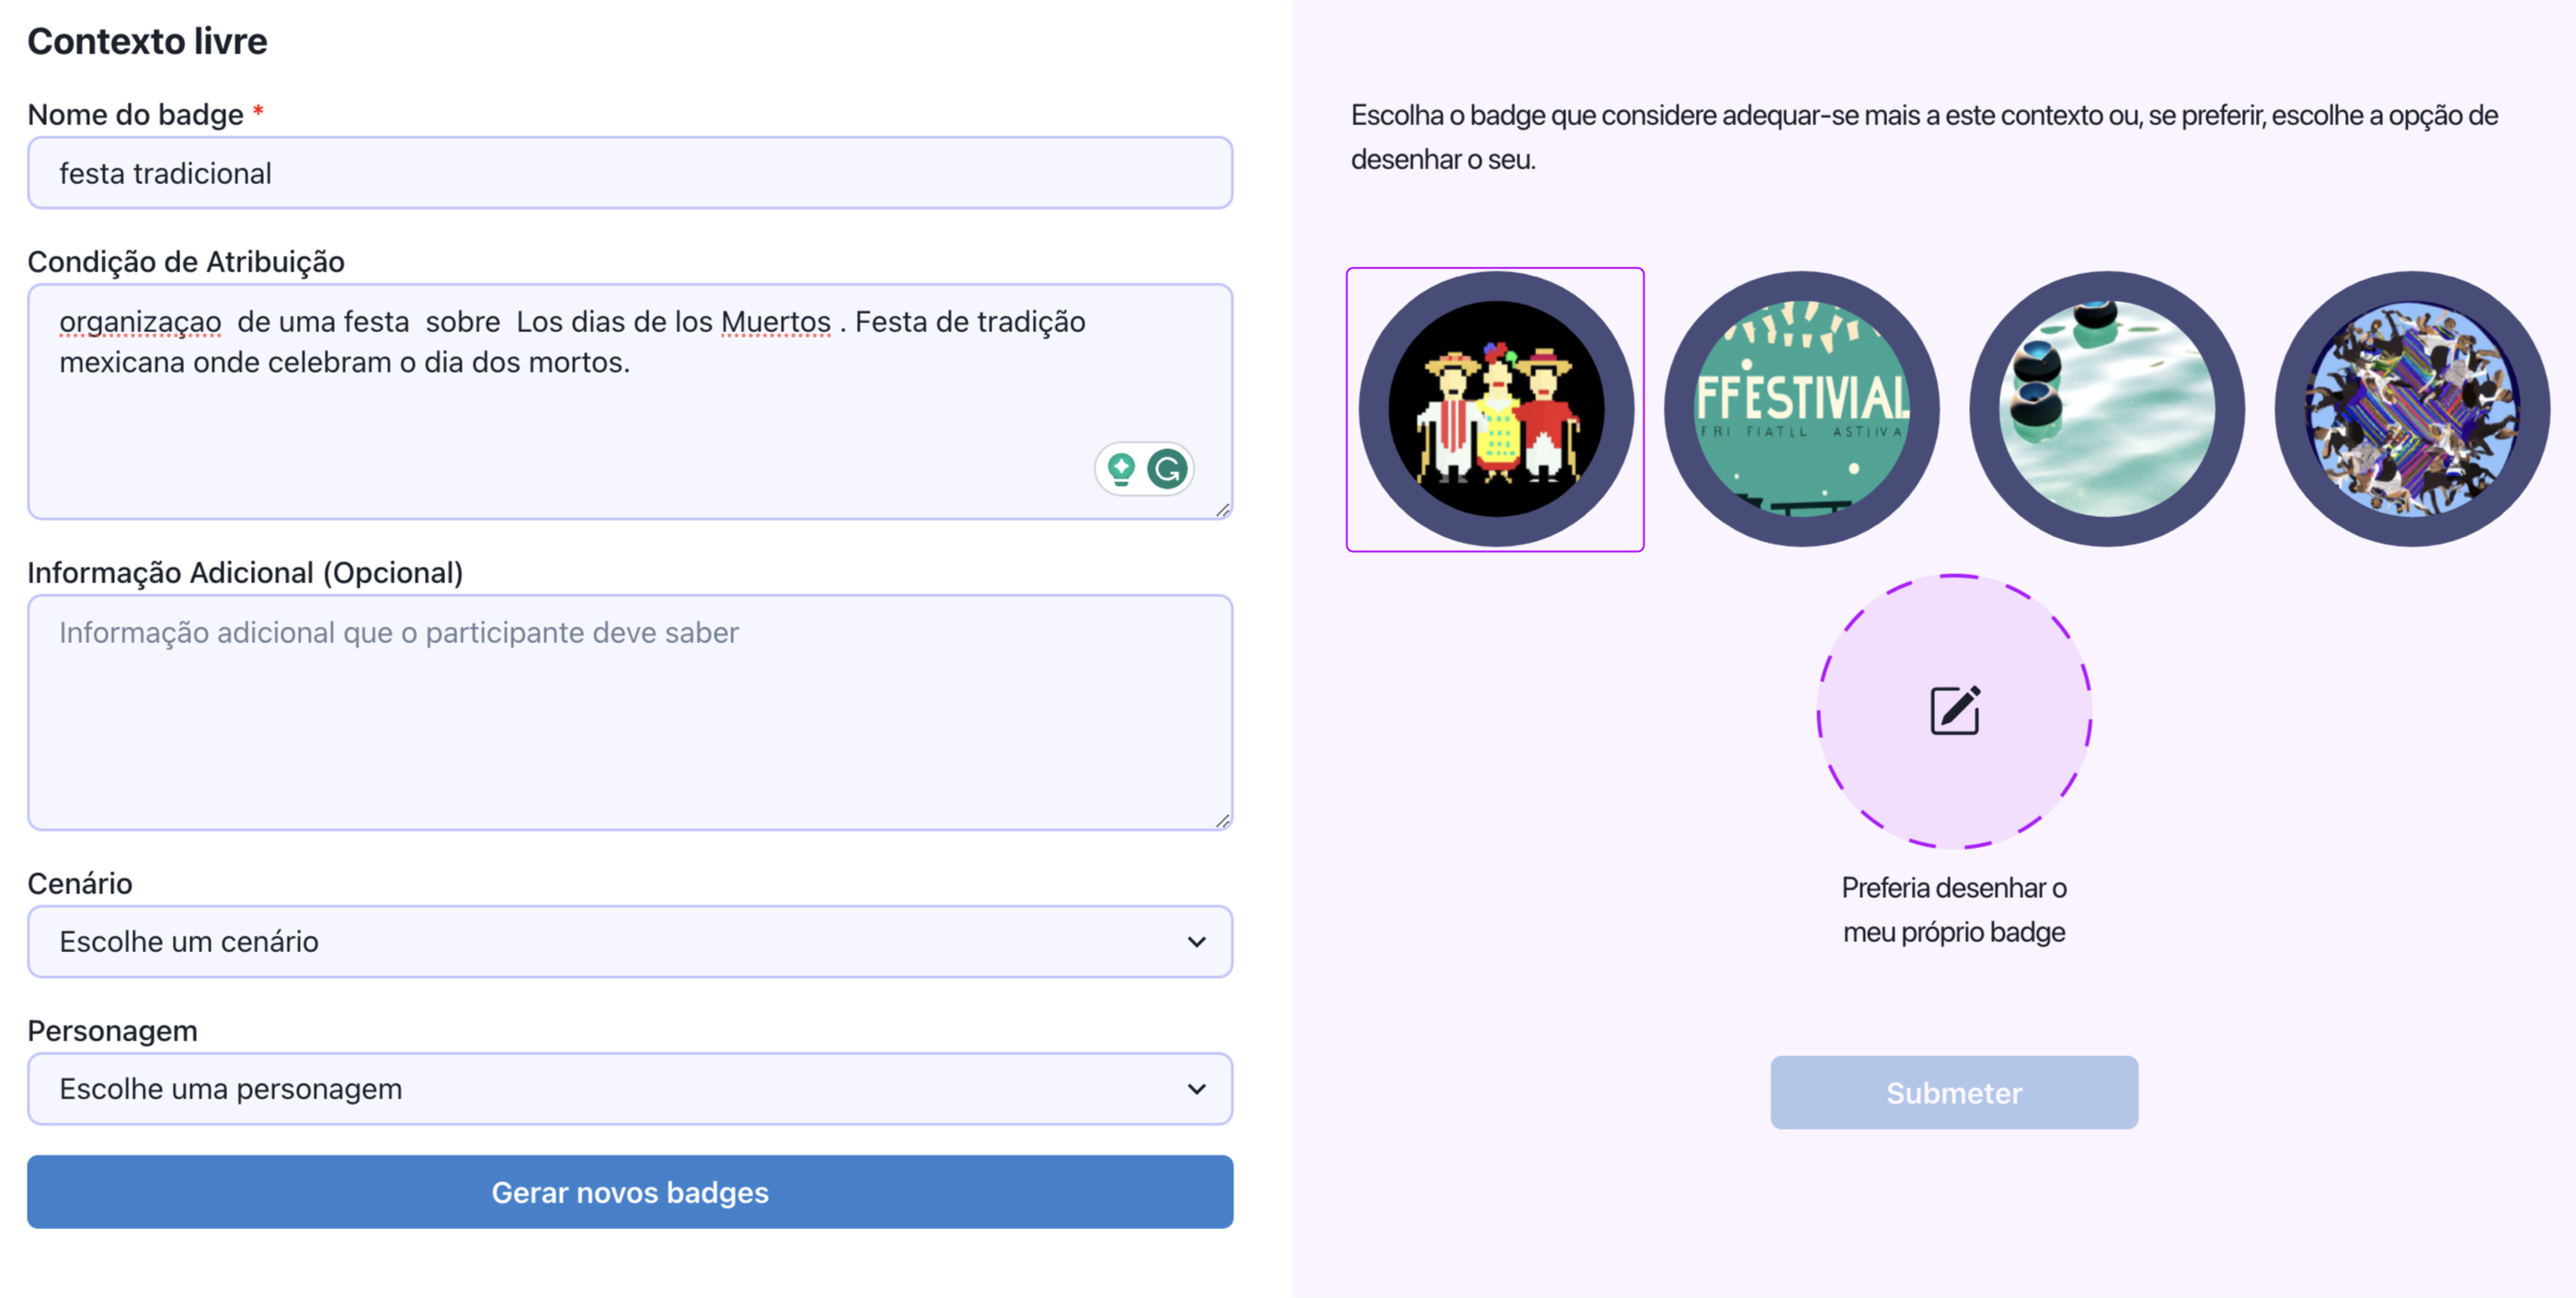 Contexto livre
Nome do badge *
festa tradicional
Condição de Atribuição
organizaçao  de uma festa  sobre  Los dias de los Muertos . Festa de tradição
mexicana onde celebram o dia dos mortos.
Informação Adicional (Opcional)
Informação adicional que o participante deve saber
Cenário
Escolhe um cenário
Personagem
Escolhe uma personagem
Gerar novos badges
Escolha o badge que considere adequar-se mais a este contexto ou, se preferir, escolhe a opção de
desenhar o seu.
FFESTIVIAL
FRI FIATLL ASTIIVA
Preferia desenhar o
meu próprio badge
Submeter